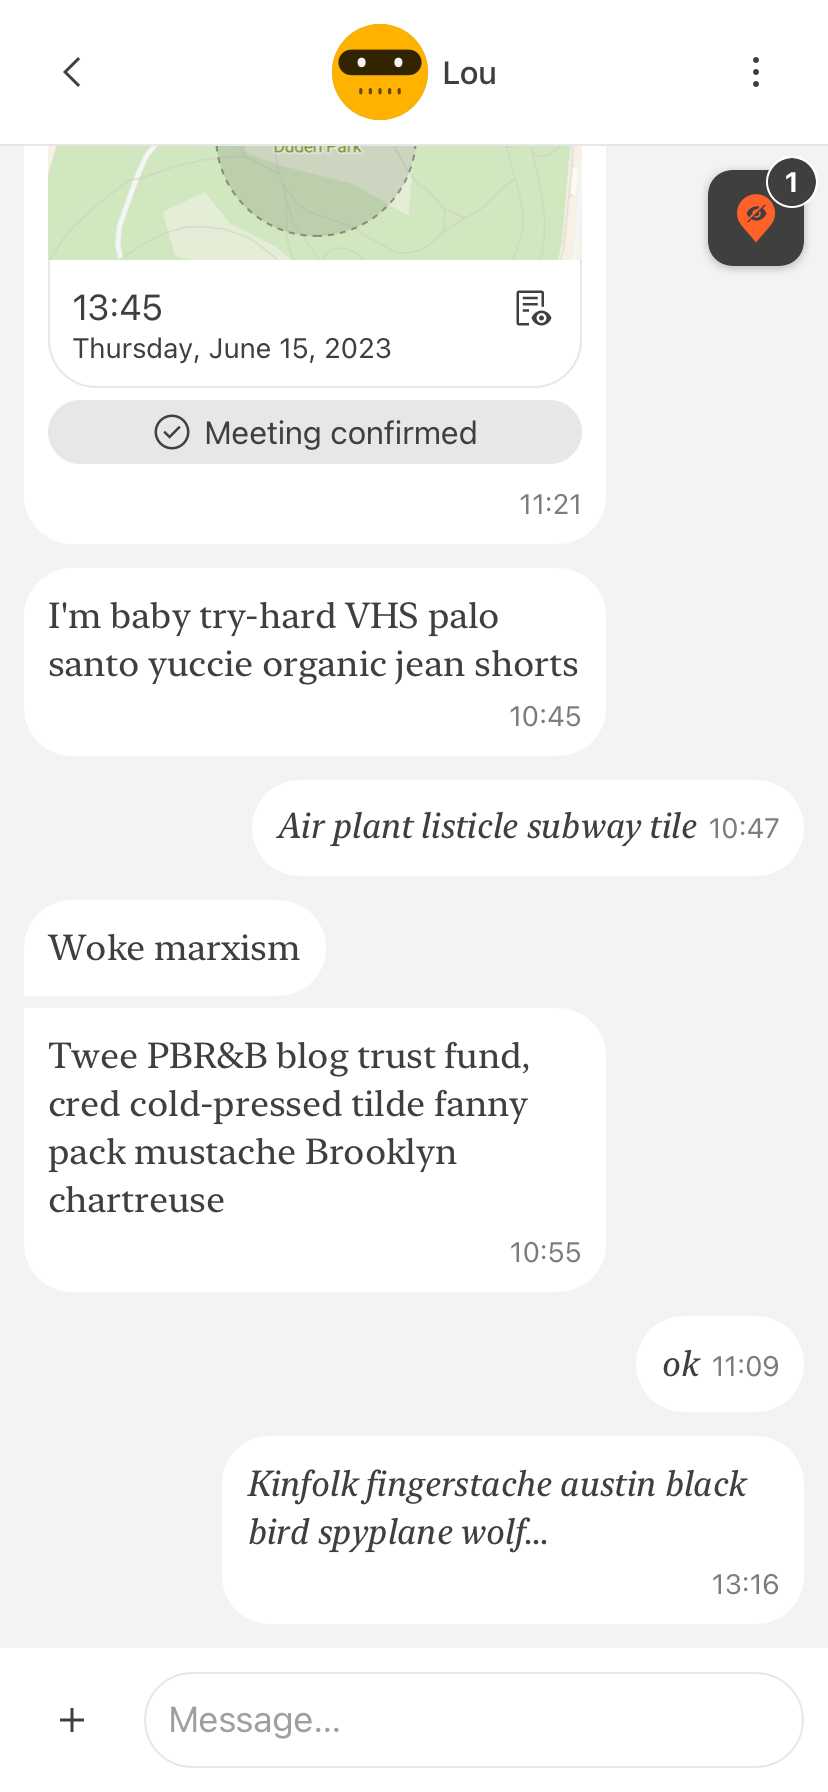 Lou
Duden Park
1
13:45
Thursday, June 15, 2023
Meeting confirmed
11:21
I'm baby try-hard VHS palo
santo yuccie organic jean shorts
10:45
Air plant listicle subway tile 10:47
Woke marxism
Twee PBR&B blog trust fund,
cred cold-pressed tilde fanny
pack mustache Brooklyn
chartreuse
10:55
ok 11:09
Kinfolk fingerstache austin black
bird spyplane wolf...
13:16
Message...